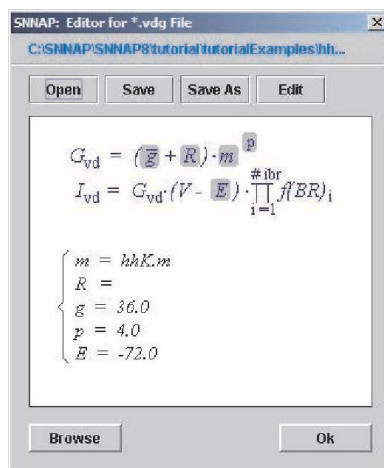 SNNAP: Editor for *.vdg File
C:\SNNAP\SNNAP8\tutorial\tutorialExamples\hh...
Open Save Save As Edit
G_vd = (g̅ + R)·m^p
I_vd = G_vd·(V - E)·∏_{i=1}^{# ibr} f(BR)_i
m = hhK.m
R =
g = 36.0
p = 4.0
E = -72.0
Browse Ok